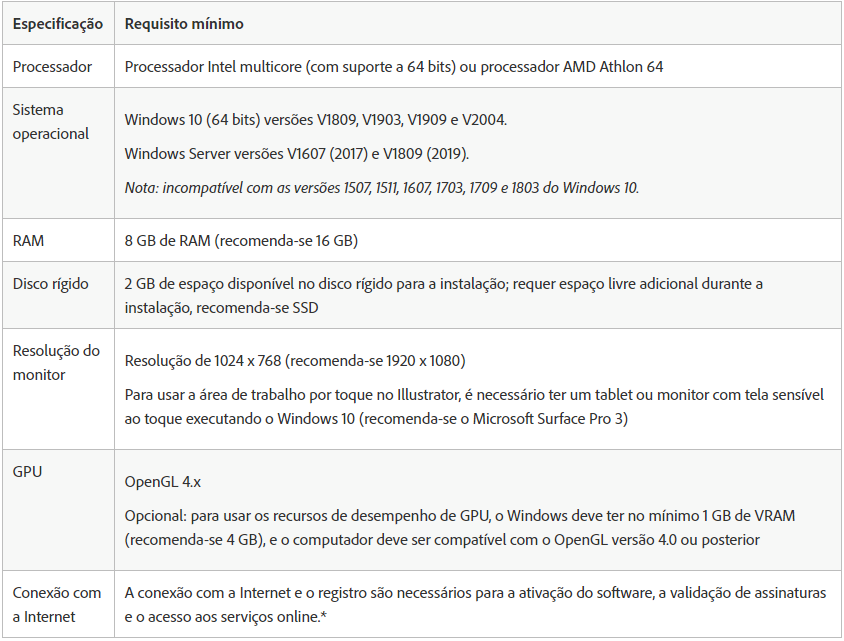 Especificação Requisito mínimo
Processador Processador Intel multicore (com suporte a 64 bits) ou processador AMD Athlon 64
Sistema
operacional
Windows 10 (64 bits) versões V1809, V1903, V1909 e V2004.
Windows Server versões V1607 (2017) e V1809 (2019).
Nota: incompatível com as versões 1507, 1511, 1607, 1703, 1709 e 1803 do Windows 10.
RAM 8 GB de RAM (recomenda-se 16 GB)
Disco rígido 2 GB de espaço disponível no disco rígido para a instalação; requer espaço livre adicional durante a
instalação, recomenda-se SSD
Resolução do
monitor
Resolução de 1024 x 768 (recomenda-se 1920 x 1080)
Para usar a área de trabalho por toque no Illustrator, é necessário ter um tablet ou monitor com tela sensível
ao toque executando o Windows 10 (recomenda-se o Microsoft Surface Pro 3)
GPU
OpenGL 4.x
Opcional: para usar os recursos de desempenho de GPU, o Windows deve ter no mínimo 1 GB de VRAM
(recomenda-se 4 GB), e o computador deve ser compatível com o OpenGL versão 4.0 ou posterior
Conexão com
a Internet
A conexão com a Internet e o registro são necessários para a ativação do software, a validação de assinaturas
e o acesso aos serviços online.*